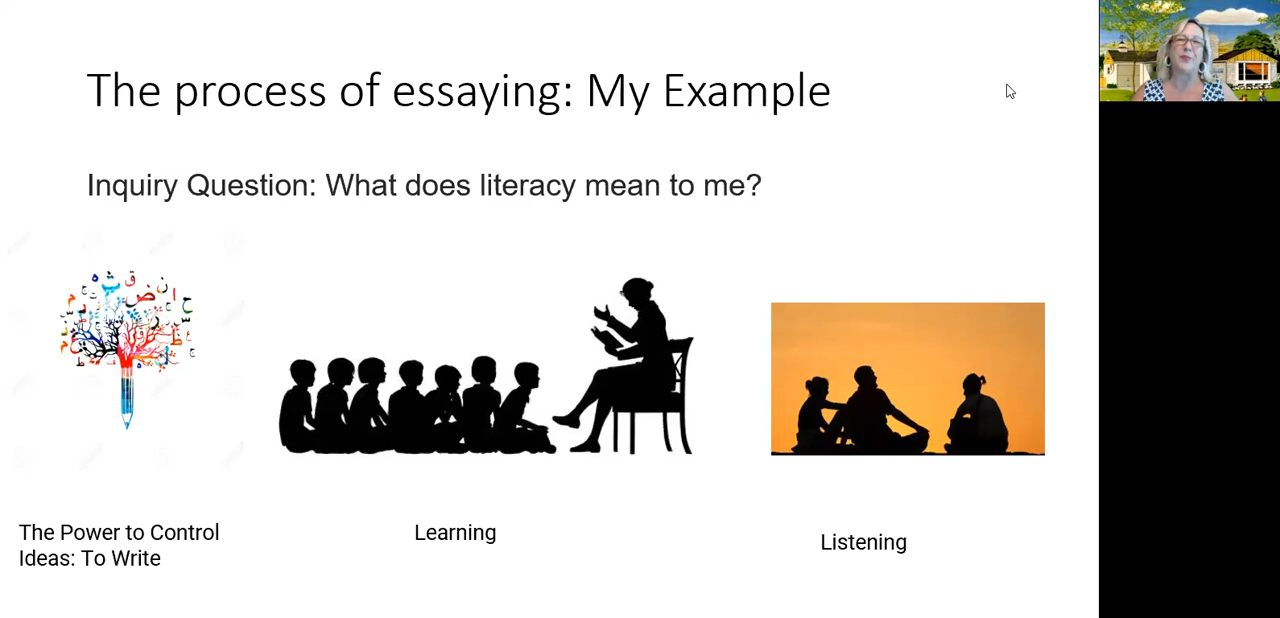 The process of essaying: My Example
Inquiry Question: What does literacy mean to me?
The Power to Control
Ideas: To Write
Learning
Listening